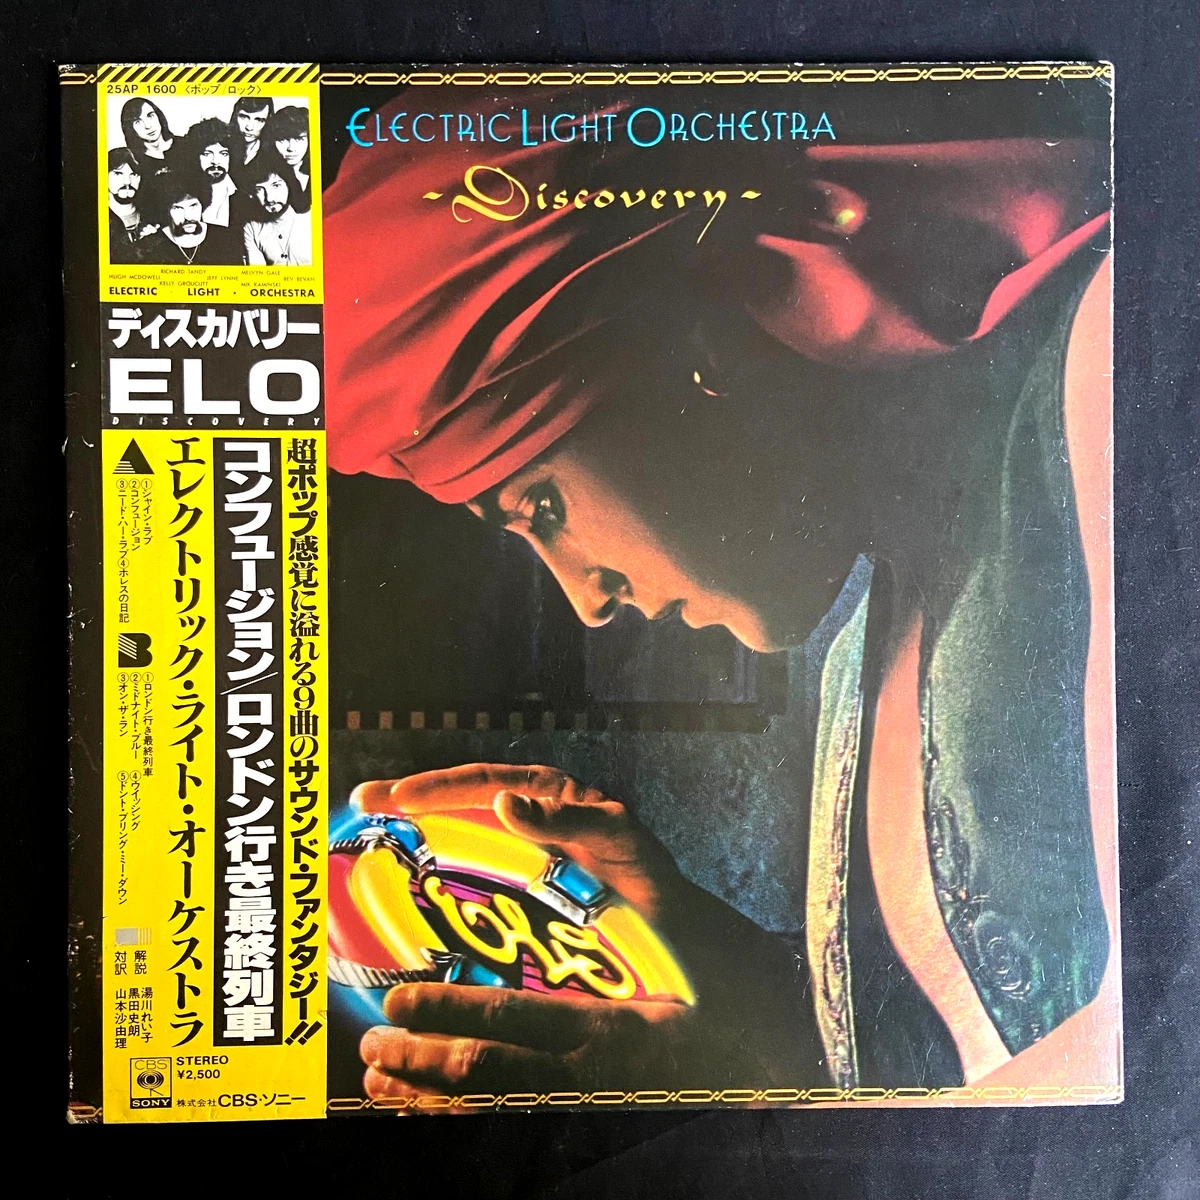 25AP 1600 〈ポップ/ロック〉
RICHARD TANDY MELVYN GALE
HUGH MCDOWELL JEFF LYNNE BEV BEVAN
KELLY GROUCUTT MIK KAMINSKI
ELECTRIC · LIGHT · ORCHESTRA
ディスカバリー
ELO
DISCOVERY
超ポップ感覚に溢れる9曲のサウンド・ファンタジー!!
コンフュージョン/ロンドン行き最終列車
エレクトリック・ライト・オーケストラ
A
①シャイン・ラブ
②コンフュージョン
③ニード・ハー・ラブ④ホレスの日記
B
①ロンドン行き最終列車
②ミドナイト・ブルー ④ウイッシング
③オン・ザ・ラン ⑤ドント・ブリング・ミー・ダウン
解説 湯川れい子
黒田史朗
対訳 山本沙由理
CBS
SONY
STEREO
¥2,500
株式会社 CBS・ソニー
ELECTRIC LIGHT ORCHESTRA
-Discovery-
ELO